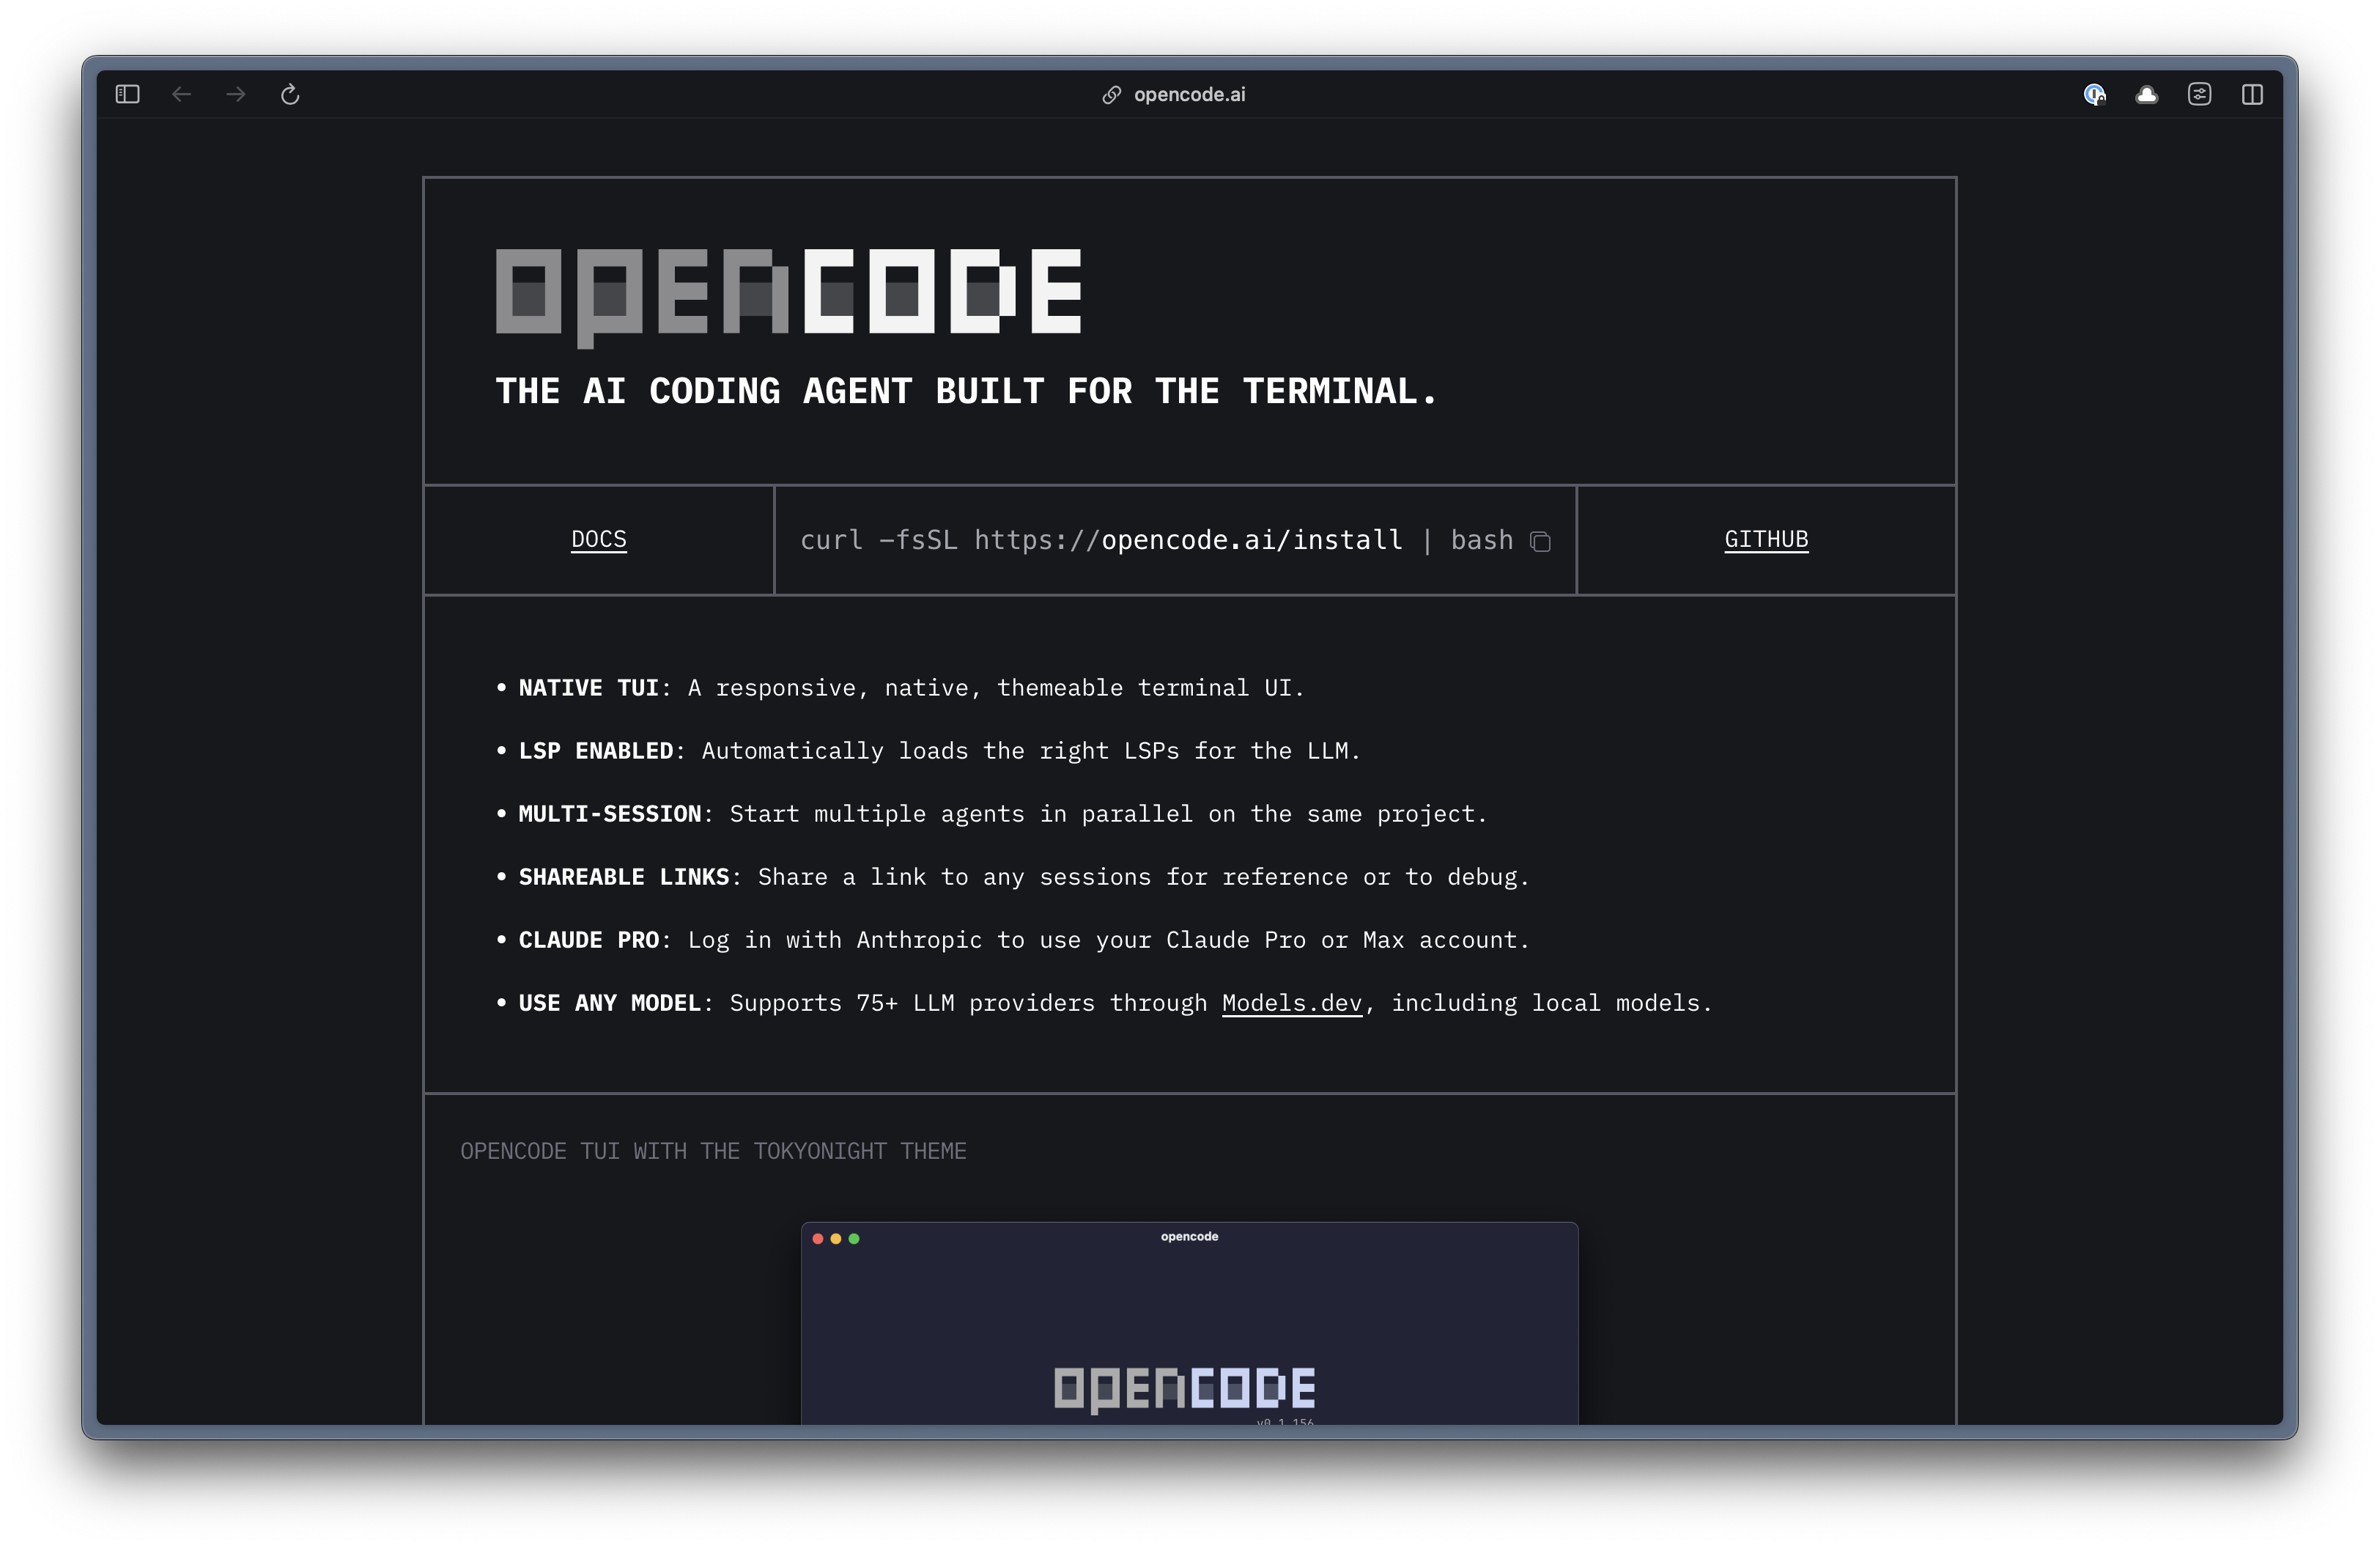 opencode.ai
opencode
THE AI CODING AGENT BUILT FOR THE TERMINAL.
DOCS
curl -fsSL https://opencode.ai/install | bash
GITHUB
• NATIVE TUI: A responsive, native, themeable terminal UI.
• LSP ENABLED: Automatically loads the right LSPs for the LLM.
• MULTI-SESSION: Start multiple agents in parallel on the same project.
• SHAREABLE LINKS: Share a link to any sessions for reference or to debug.
• CLAUDE PRO: Log in with Anthropic to use your Claude Pro or Max account.
• USE ANY MODEL: Supports 75+ LLM providers through Models.dev, including local models.
OPENCODE TUI WITH THE TOKYONIGHT THEME
opencode
opencode
v0.1.156